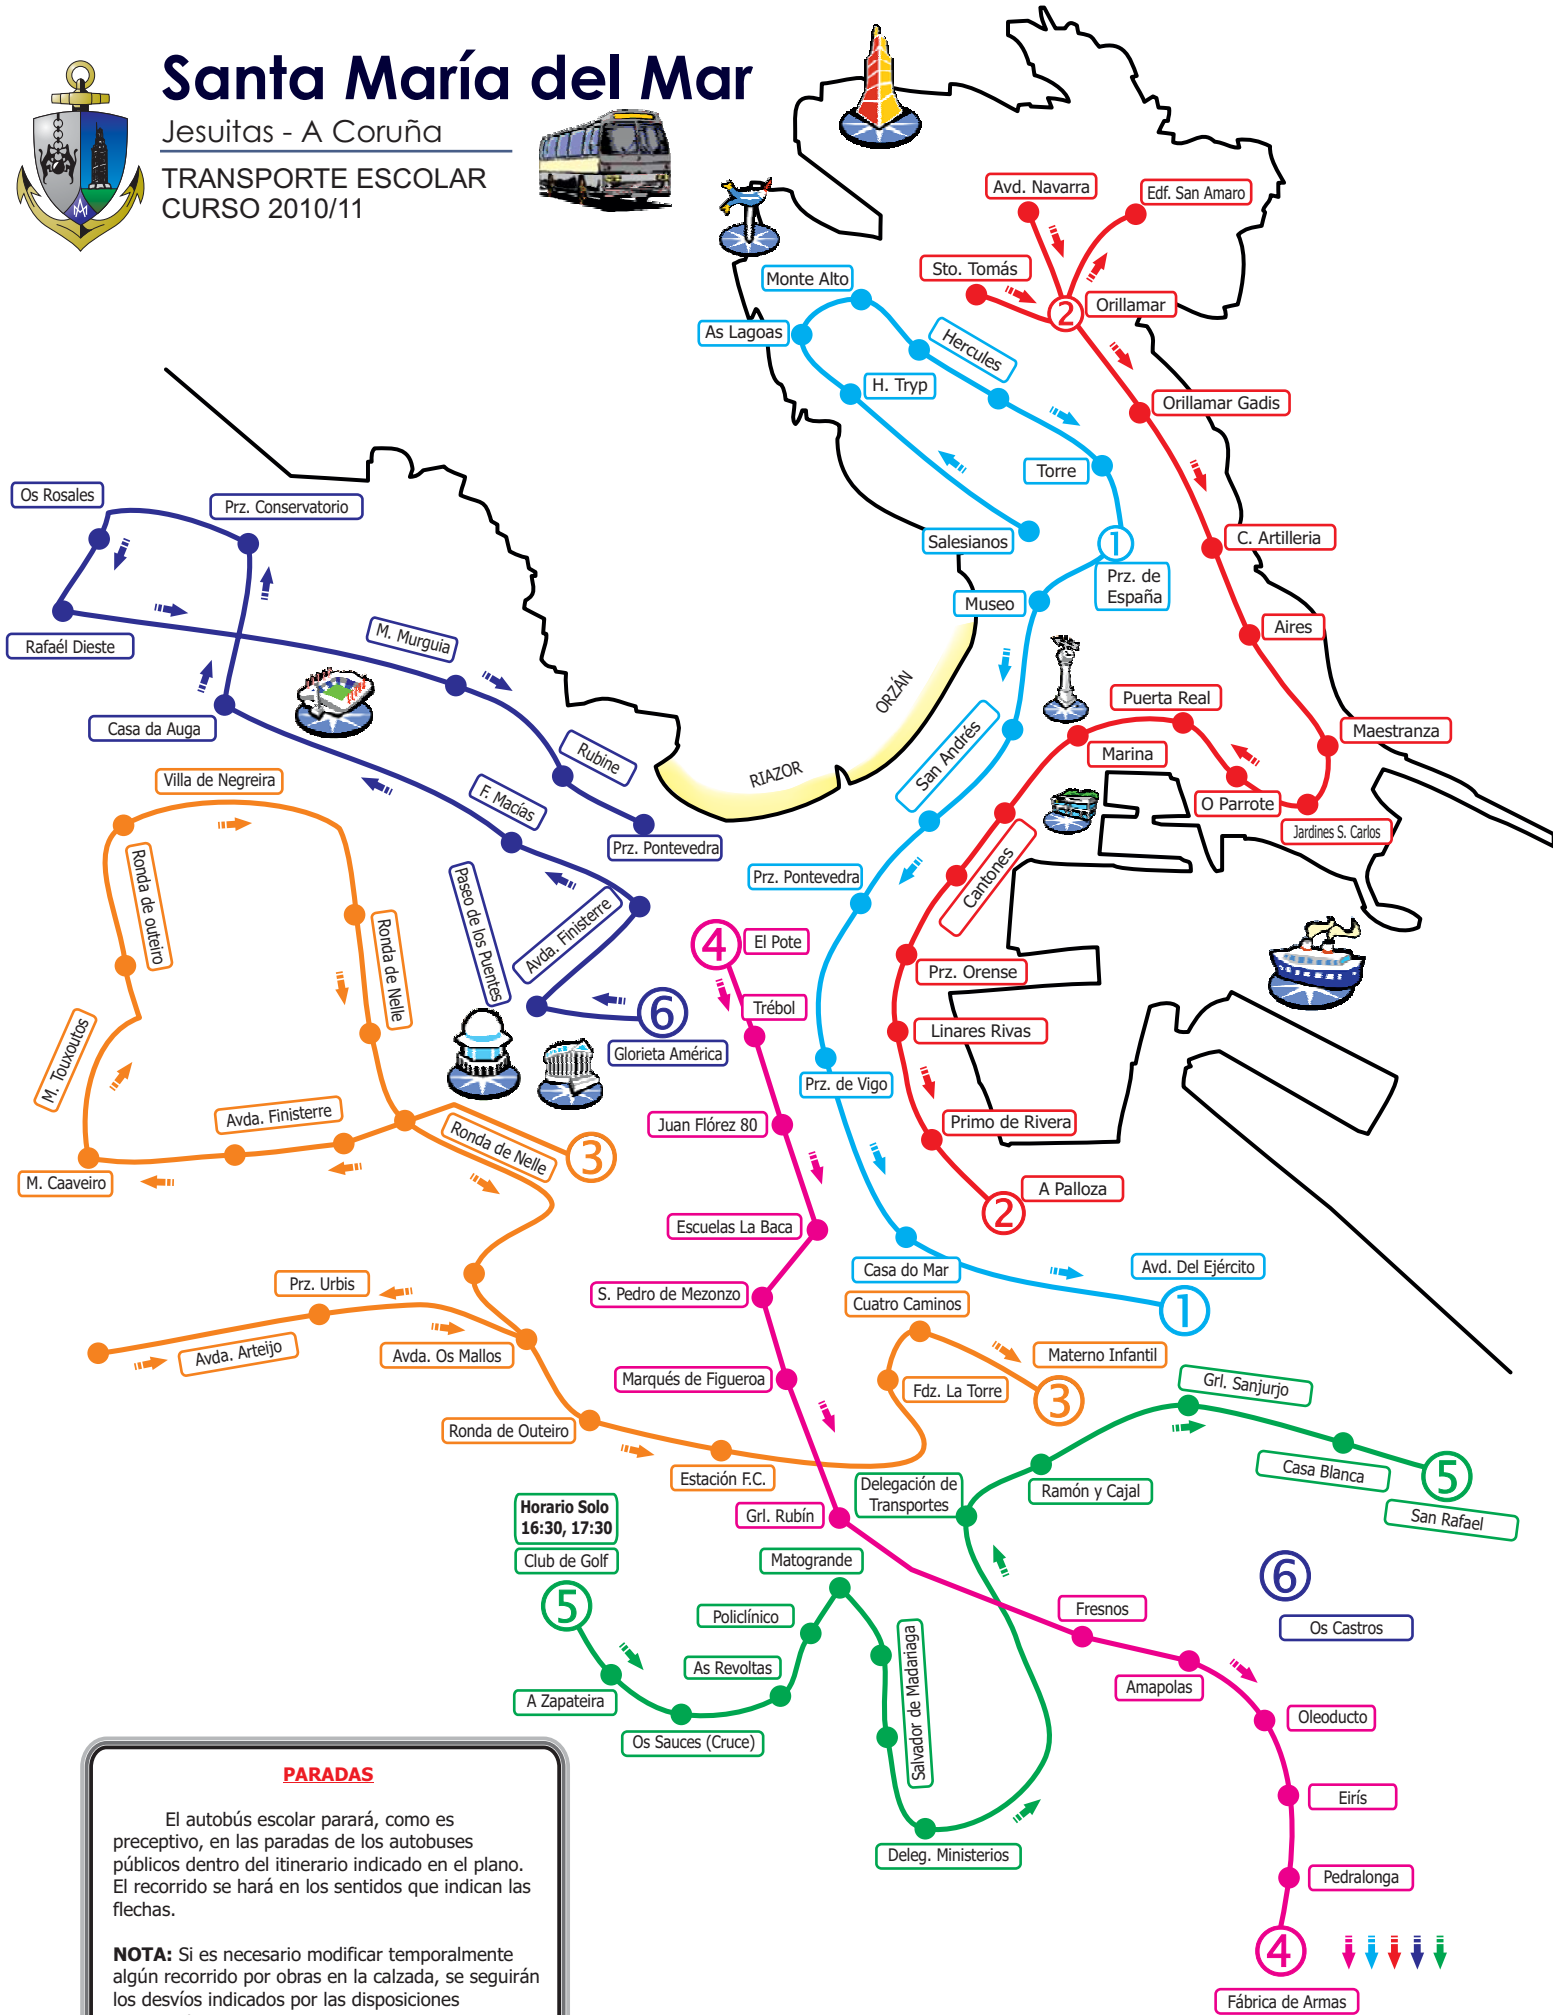 Santa María del Mar
Jesuitas - A Coruña
TRANSPORTE ESCOLAR
CURSO 2010/11
Avd. Navarra
Edf. San Amaro
Sto. Tomás
Monte Alto
2
Orillamar
As Lagoas
Hercules
H. Tryp
Orillamar Gadis
Torre
Os Rosales
Prz. Conservatorio
Salesianos
1
C. Artilleria
Prz. de
España
Museo
Aires
Rafaél Dieste
M. Murguia
ORZÁN
Puerta Real
Casa da Auga
San Andrés
Marina
Maestranza
Rubine
RIAZOR
Villa de Negreira
F. Macías
O Parrote
Jardines S. Carlos
Prz. Pontevedra
Ronda de outeiro
Paseo de los Puentes
Prz. Pontevedra
Cantones
Ronda de Nelle
Avda. Finisterre
4
El Pote
Prz. Orense
Trébol
6
Linares Rivas
Glorieta América
M. Touxoutos
Prz. de Vigo
Avda. Finisterre
Juan Flórez 80
Primo de Rivera
Ronda de Nelle
3
M. Caaveiro
A Palloza
2
Escuelas La Baca
Casa do Mar
Avd. Del Ejército
Prz. Urbis
S. Pedro de Mezonzo
Cuatro Caminos
1
Avda. Arteijo
Avda. Os Mallos
Materno Infantil
Marqués de Figueroa
Fdz. La Torre
3
Grl. Sanjurjo
Ronda de Outeiro
Estación F.C.
Casa Blanca
5
Delegación de
Transportes
Ramón y Cajal
San Rafael
Horario Solo
16:30, 17:30
Grl. Rubín
Club de Golf
Matogrande
6
5
Policlínico
Fresnos
Os Castros
Salvador de Madariaga
As Revoltas
Amapolas
A Zapateira
Oleoducto
Os Sauces (Cruce)
Eirís
Deleg. Ministerios
Pedralonga
4
Fábrica de Armas
PARADAS
El autobús escolar parará, como es
preceptivo, en las paradas de los autobuses
públicos dentro del itinerario indicado en el plano.
El recorrido se hará en los sentidos que indican las
flechas.
NOTA: Si es necesario modificar temporalmente
algún recorrido por obras en la calzada, se seguirán
los desvíos indicados por las disposiciones